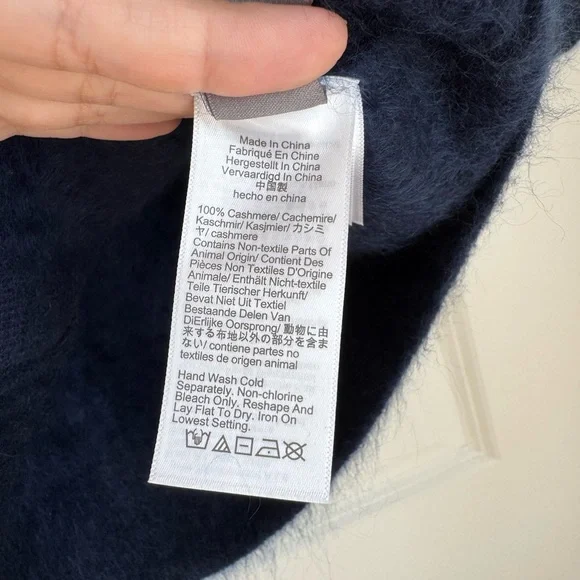 Made In China
Fabriqué En Chine
Hergestellt In China
Vervaardigd In China
中国製
hecho en china
100% Cashmere/ Cachemire/
Kaschmir/ Kasjmier/ カシミ
ヤ/ cashmere
Contains Non-textile Parts Of
Animal Origin/ Contient Des
Pièces Non Textiles D'Origine
Animale/ Enthält Nicht-textile
Teile Tierischer Herkunft/
Bevat Niet Uit Textiel
Bestaande Delen Van
DiErlijke Oorsprong/ 動物に由
来する布地以外の部分を含ま
ない/ contiene partes no
textiles de origen animal
Hand Wash Cold
Separately. Non-chlorine
Bleach Only. Reshape And
Lay Flat To Dry. Iron On
Lowest Setting.